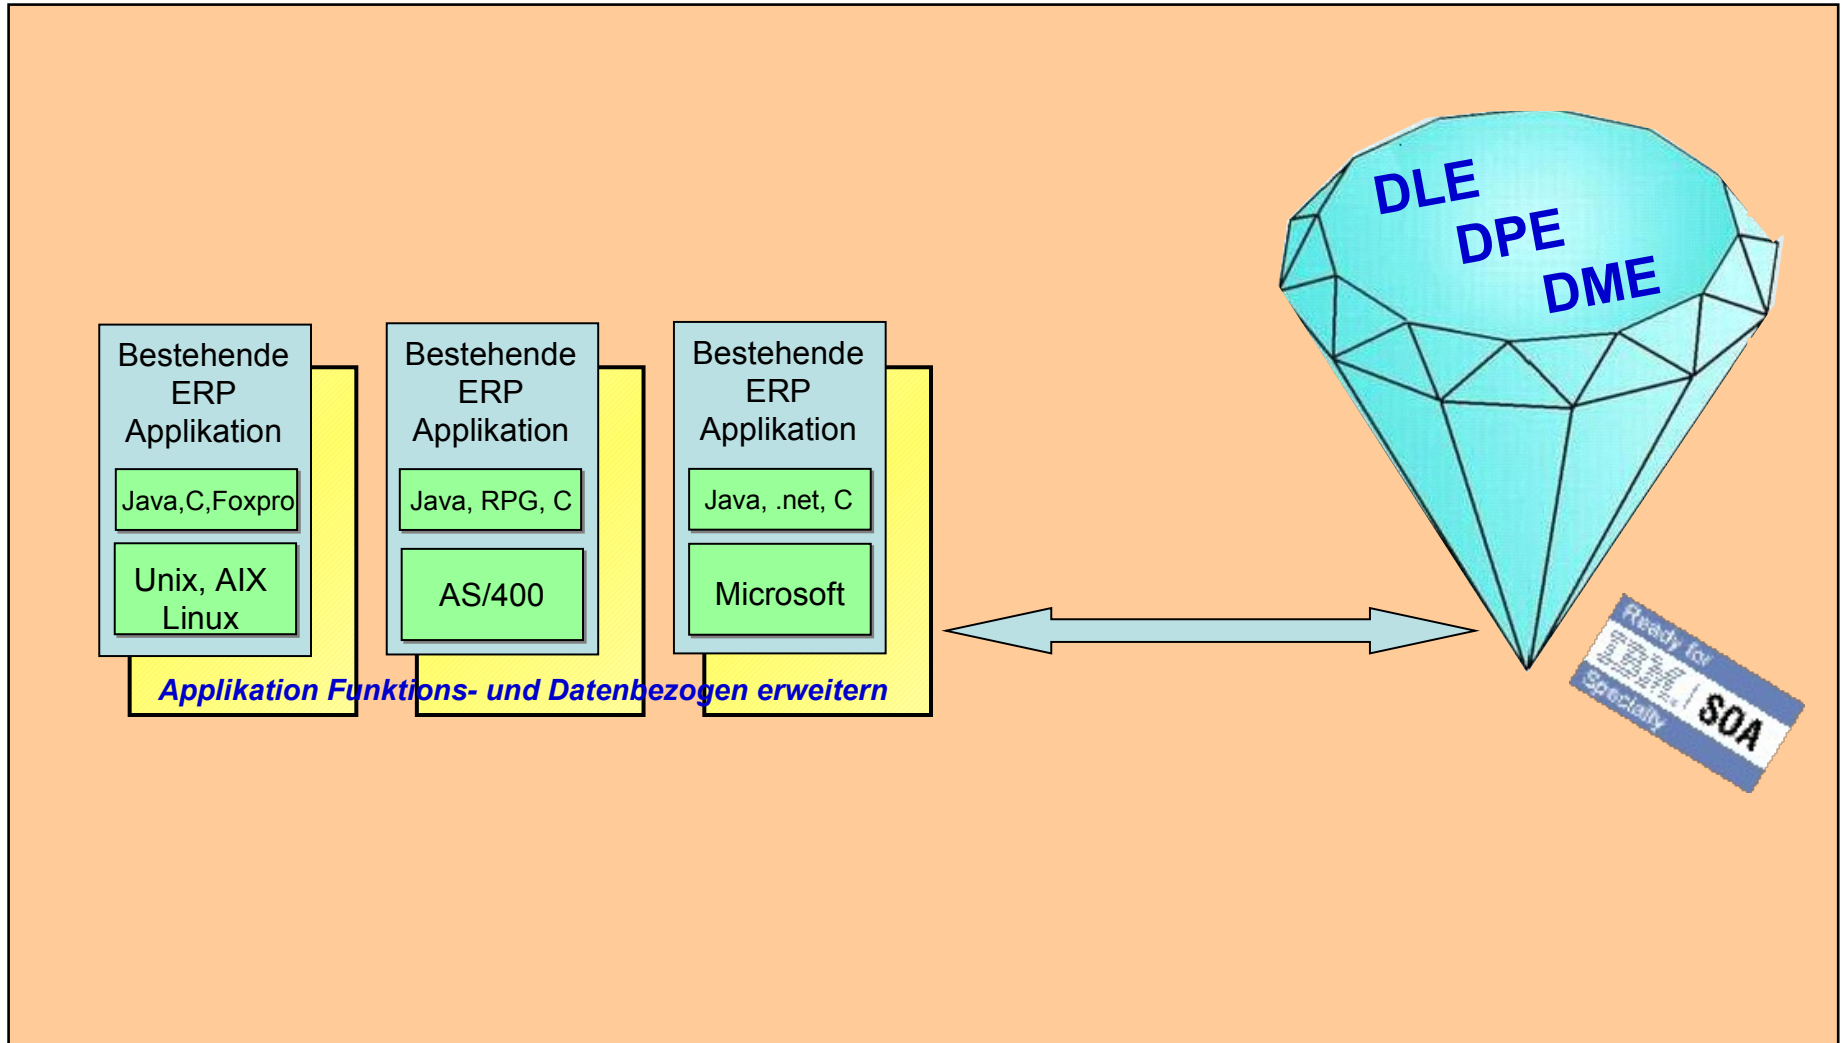 DLE
DPE
DME
Bestehende
ERP
Applikation
Java,C,Foxpro
Unix, AIX
Linux
Bestehende
ERP
Applikation
Java, RPG, C
AS/400
Bestehende
ERP
Applikation
Java, .net, C
Microsoft
Applikation Funktions- und Datenbezogen erweitern
Ready for
IBM SOA
Speciality